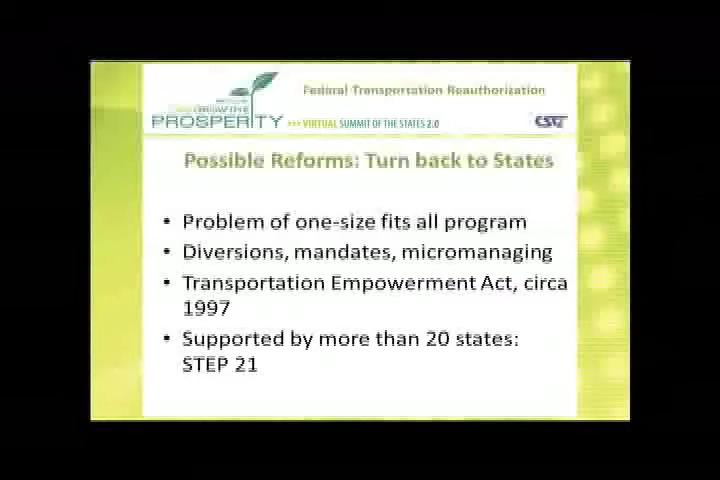 Federal Transportation Reauthorization
PROSPERITY
>>> VIRTUAL SUMMIT OF THE STATES 2.0
CSG
Possible Reforms: Turn back to States
• Problem of one-size fits all program
• Diversions, mandates, micromanaging
• Transportation Empowerment Act, circa
1997
• Supported by more than 20 states:
STEP 21